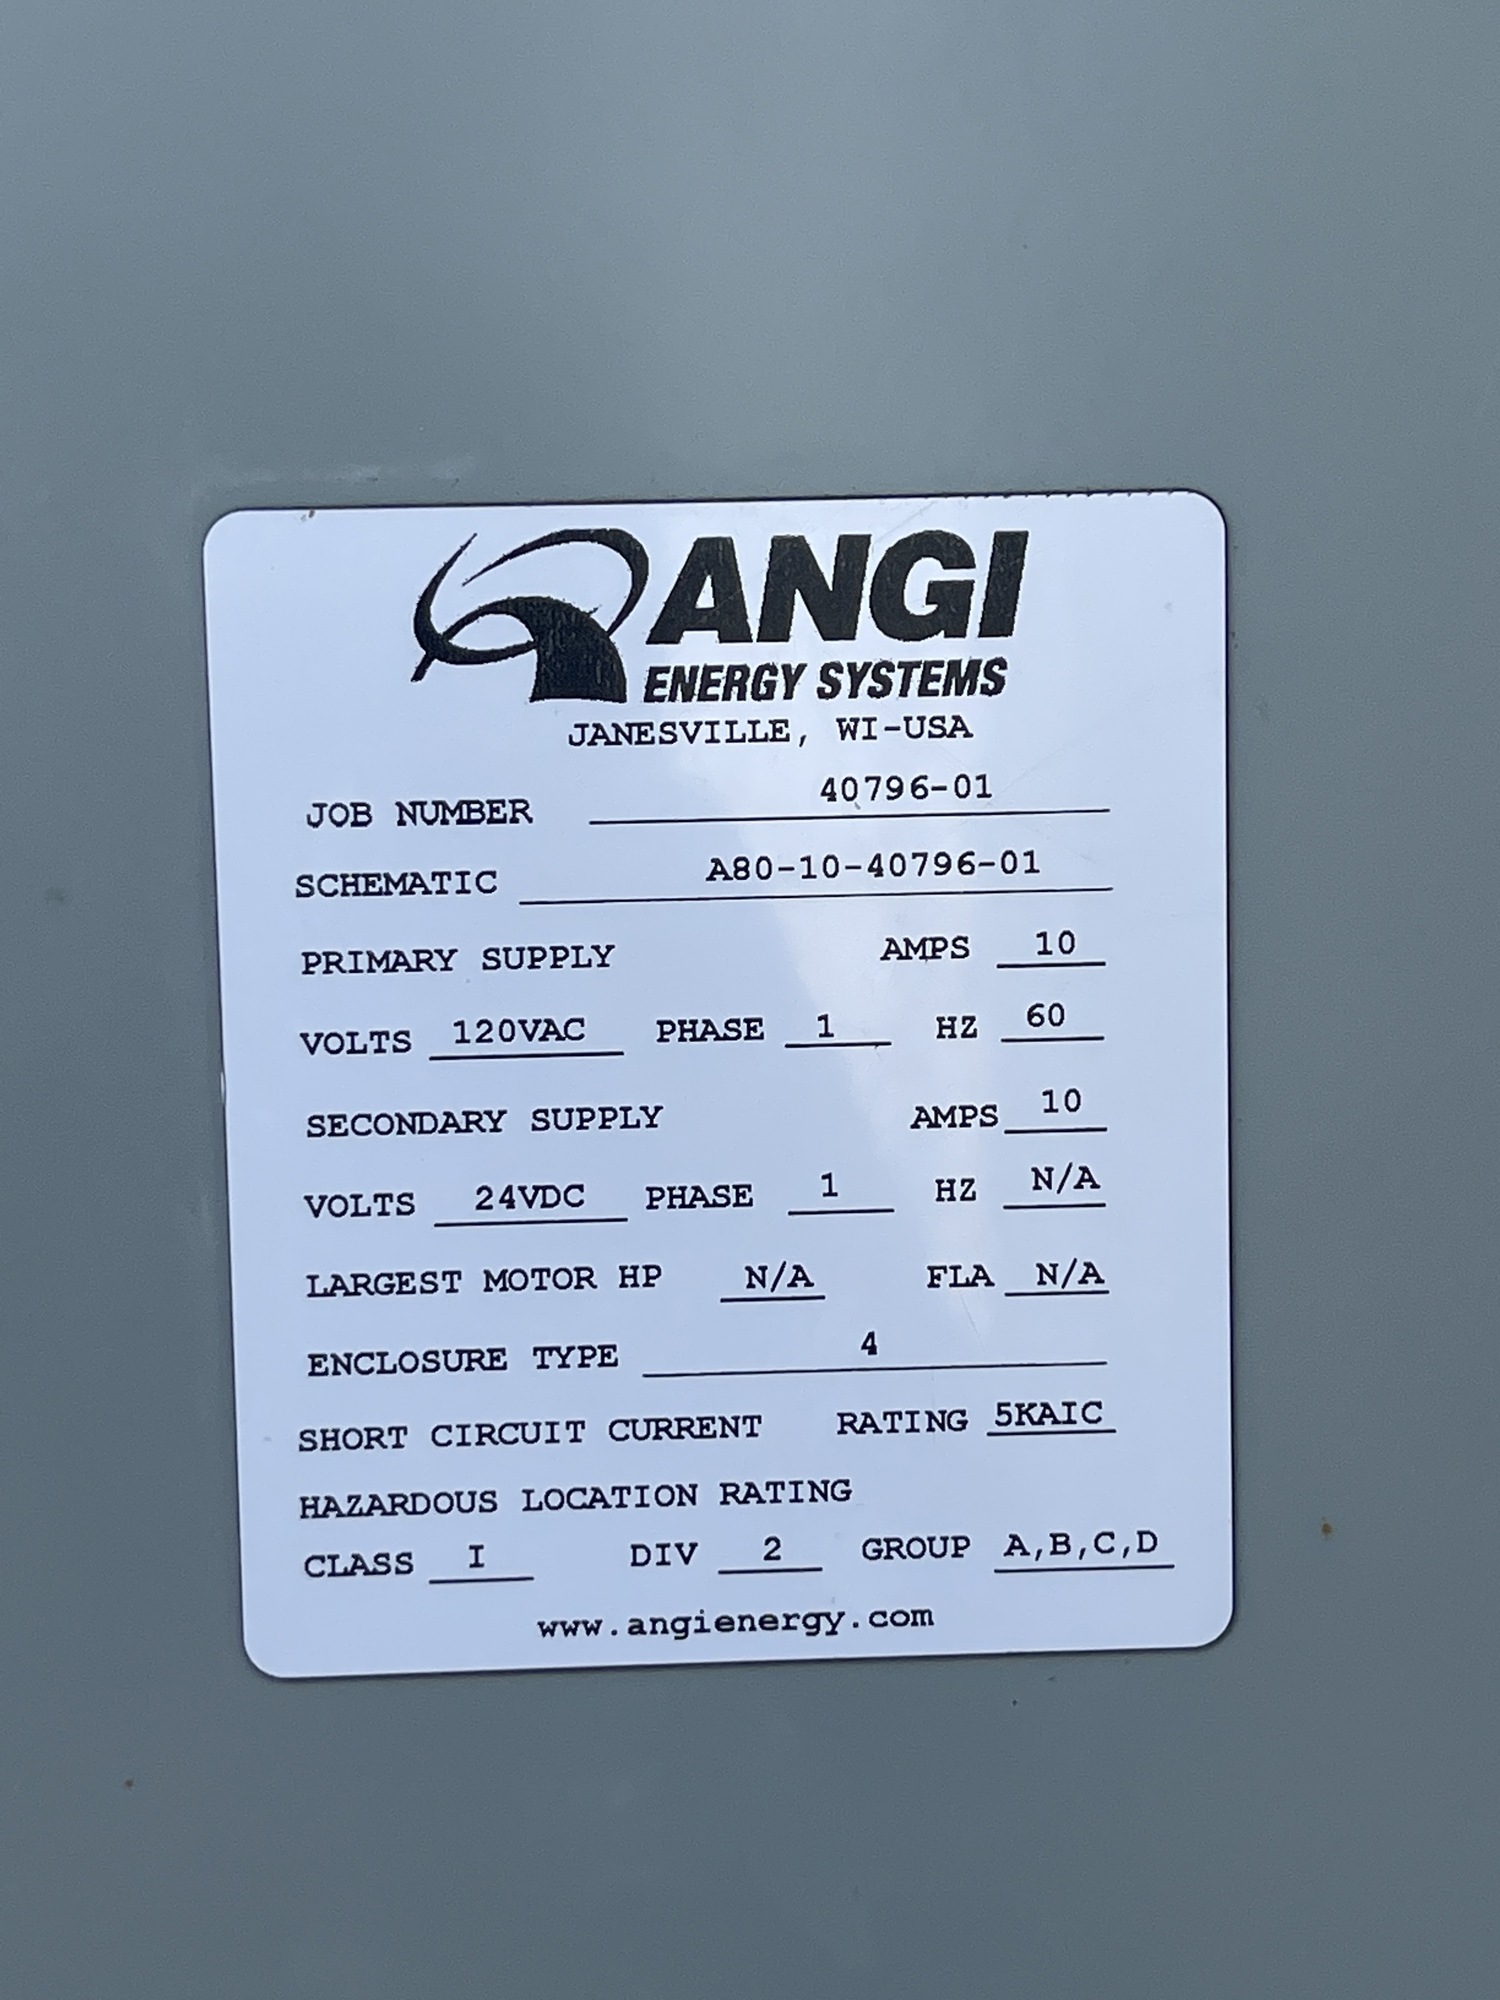 ANGI
ENERGY SYSTEMS
JANESVILLE, WI-USA
JOB NUMBER 40796-01
SCHEMATIC A80-10-40796-01
PRIMARY SUPPLY AMPS 10
VOLTS 120VAC PHASE 1 HZ 60
SECONDARY SUPPLY AMPS 10
VOLTS 24VDC PHASE 1 HZ N/A
LARGEST MOTOR HP N/A FLA N/A
ENCLOSURE TYPE 4
SHORT CIRCUIT CURRENT RATING 5KAIC
HAZARDOUS LOCATION RATING
CLASS I DIV 2 GROUP A,B,C,D
www.angienergy.com